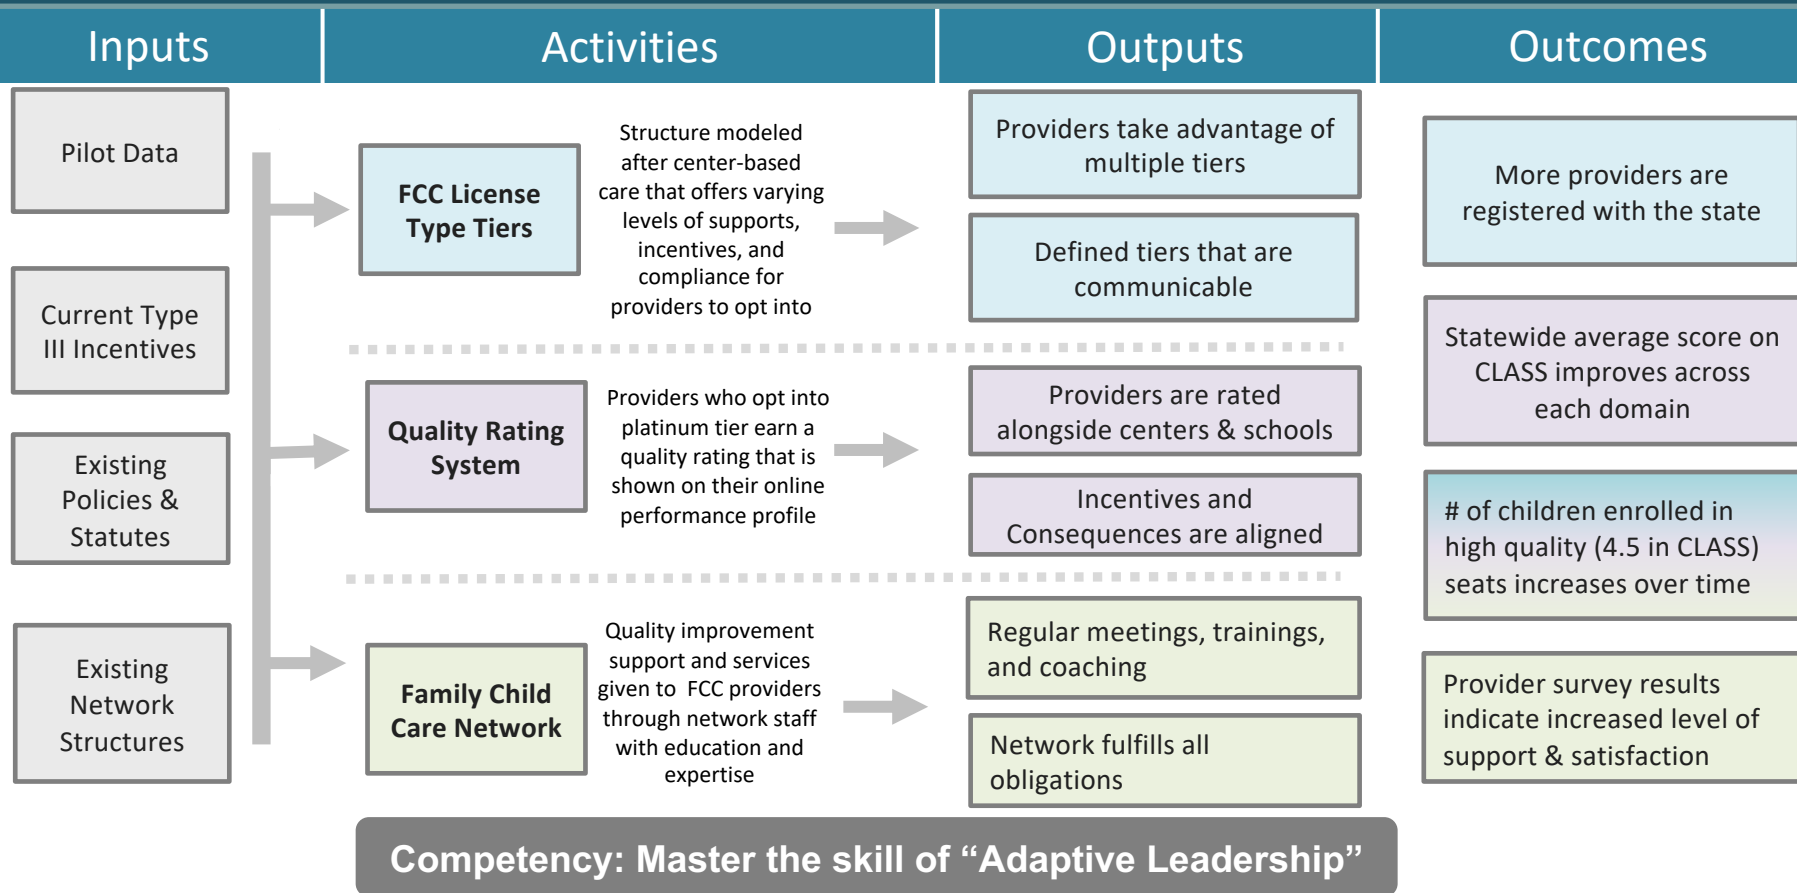 Inputs
Activities
Outputs
Outcomes
Pilot Data
Current Type
III Incentives
Existing
Policies &
Statutes
Existing
Network
Structures
FCC License
Type Tiers
Structure modeled
after center-based
care that offers varying
levels of supports,
incentives, and
compliance for
providers to opt into
Quality Rating
System
Providers who opt into
platinum tier earn a
quality rating that is
shown on their online
performance profile
Family Child
Care Network
Quality improvement
support and services
given to FCC providers
through network staff
with education and
expertise
Providers take advantage of
multiple tiers
Defined tiers that are
communicable
Providers are rated
alongside centers & schools
Incentives and
Consequences are aligned
Regular meetings, trainings,
and coaching
Network fulfills all
obligations
More providers are
registered with the state
Statewide average score on
CLASS improves across
each domain
# of children enrolled in
high quality (4.5 in CLASS)
seats increases over time
Provider survey results
indicate increased level of
support & satisfaction
Competency: Master the skill of “Adaptive Leadership”